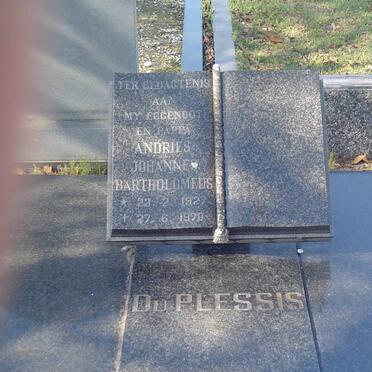 TER GEDAGTENIS
AAN
MY EGGENOOT
EN PAPPA
ANDRIES
JOHANNES
BARTHOLOMEUS
* 23. 2. 1927
† 27. 6. 1970
DU PLESSIS